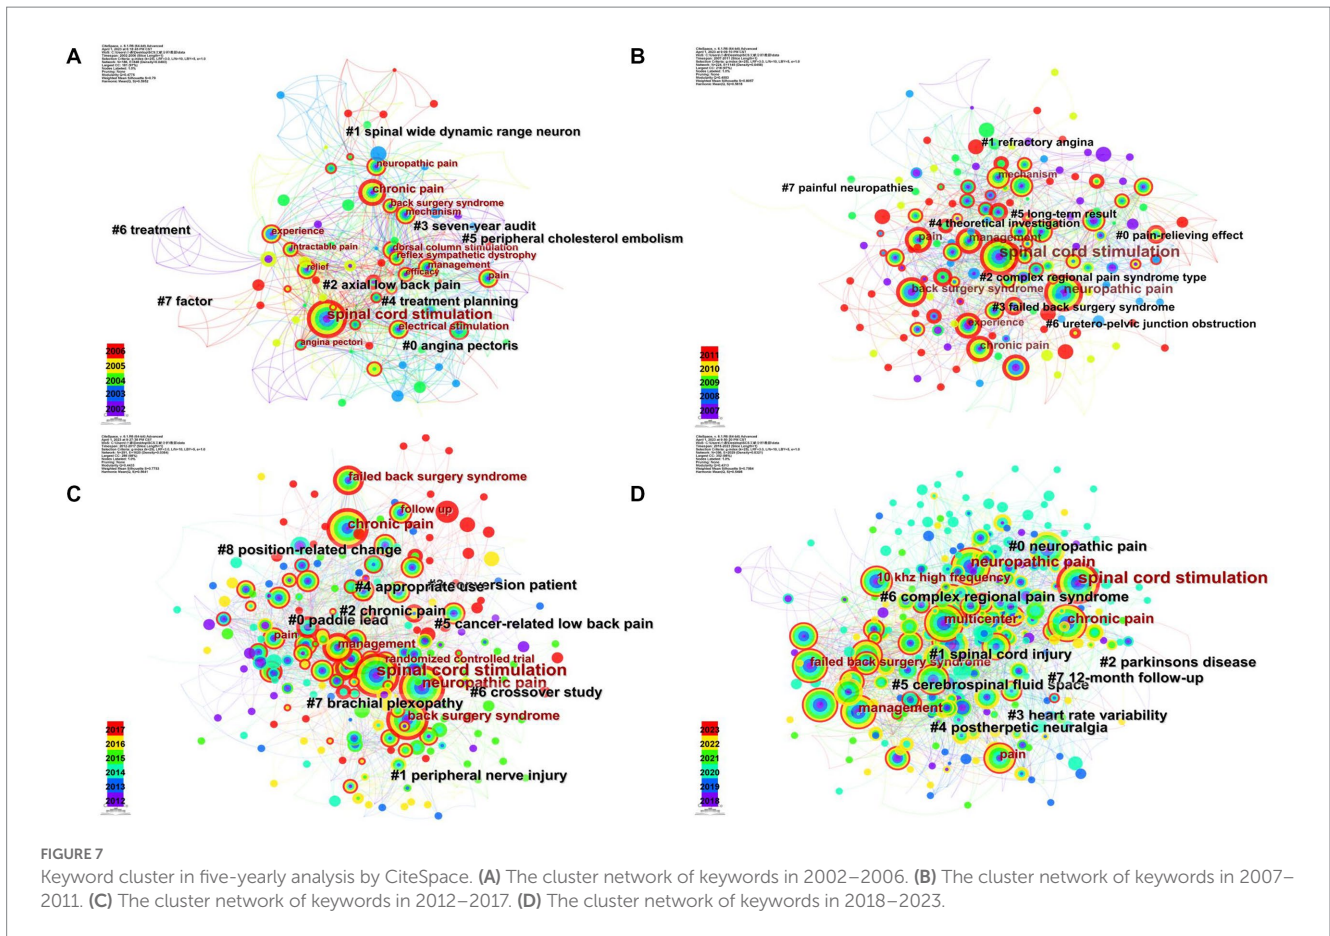 A
#1 spinal wide dynamic range neuron
neuropathic pain
chronic pain
back surgery syndrome
mechanism
#3 seven-year audit
#6 treatment
experience
#5 peripheral cholesterol embolism
intractable pain
dorsal column stimulation
reflex sympathetic dystrophy
relief
management
efficacy
pain
#2 axial low back pain
#7 factor
#4 treatment planning
spinal cord stimulation
electrical stimulation
angina pectori
#0 angina pectoris
2006
2005
2004
2003
2002
B
#1 refractory angina
mechanism
#7 painful neuropathies
#5 long-term result
#4 theoretical investigation
pain
management
#0 pain-relieving effect
spinal cord stimulation
#2 complex regional pain syndrome type
back surgery syndrome
neuropathic pain
#3 failed back surgery syndrome
experience
#6 uretero-pelvic junction obstruction
chronic pain
2011
2010
2009
2008
2007
C
failed back surgery syndrome
follow up
chronic pain
#8 position-related change
#4 appropriate use
conversion patient
#2 chronic pain
#0 paddle lead
#5 cancer-related low back pain
pain
management
randomized controlled trial
spinal cord stimulation
neuropathic pain
#6 crossover study
#7 brachial plexopathy
back surgery syndrome
#1 peripheral nerve injury
2017
2016
2015
2014
2013
2012
D
#0 neuropathic pain
neuropathic pain
10 khz high frequency
spinal cord stimulation
#6 complex regional pain syndrome
multicenter
chronic pain
#1 spinal cord injury
failed back surgery syndrome
#2 parkinsons disease
#7 12-month follow-up
#5 cerebrospinal fluid space
management
#3 heart rate variability
#4 postherpetic neuralgia
pain
2023
2022
2021
2020
2019
2018
FIGURE 7
Keyword cluster in five-yearly analysis by CiteSpace. (A) The cluster network of keywords in 2002–2006. (B) The cluster network of keywords in 2007–
2011. (C) The cluster network of keywords in 2012–2017. (D) The cluster network of keywords in 2018–2023.